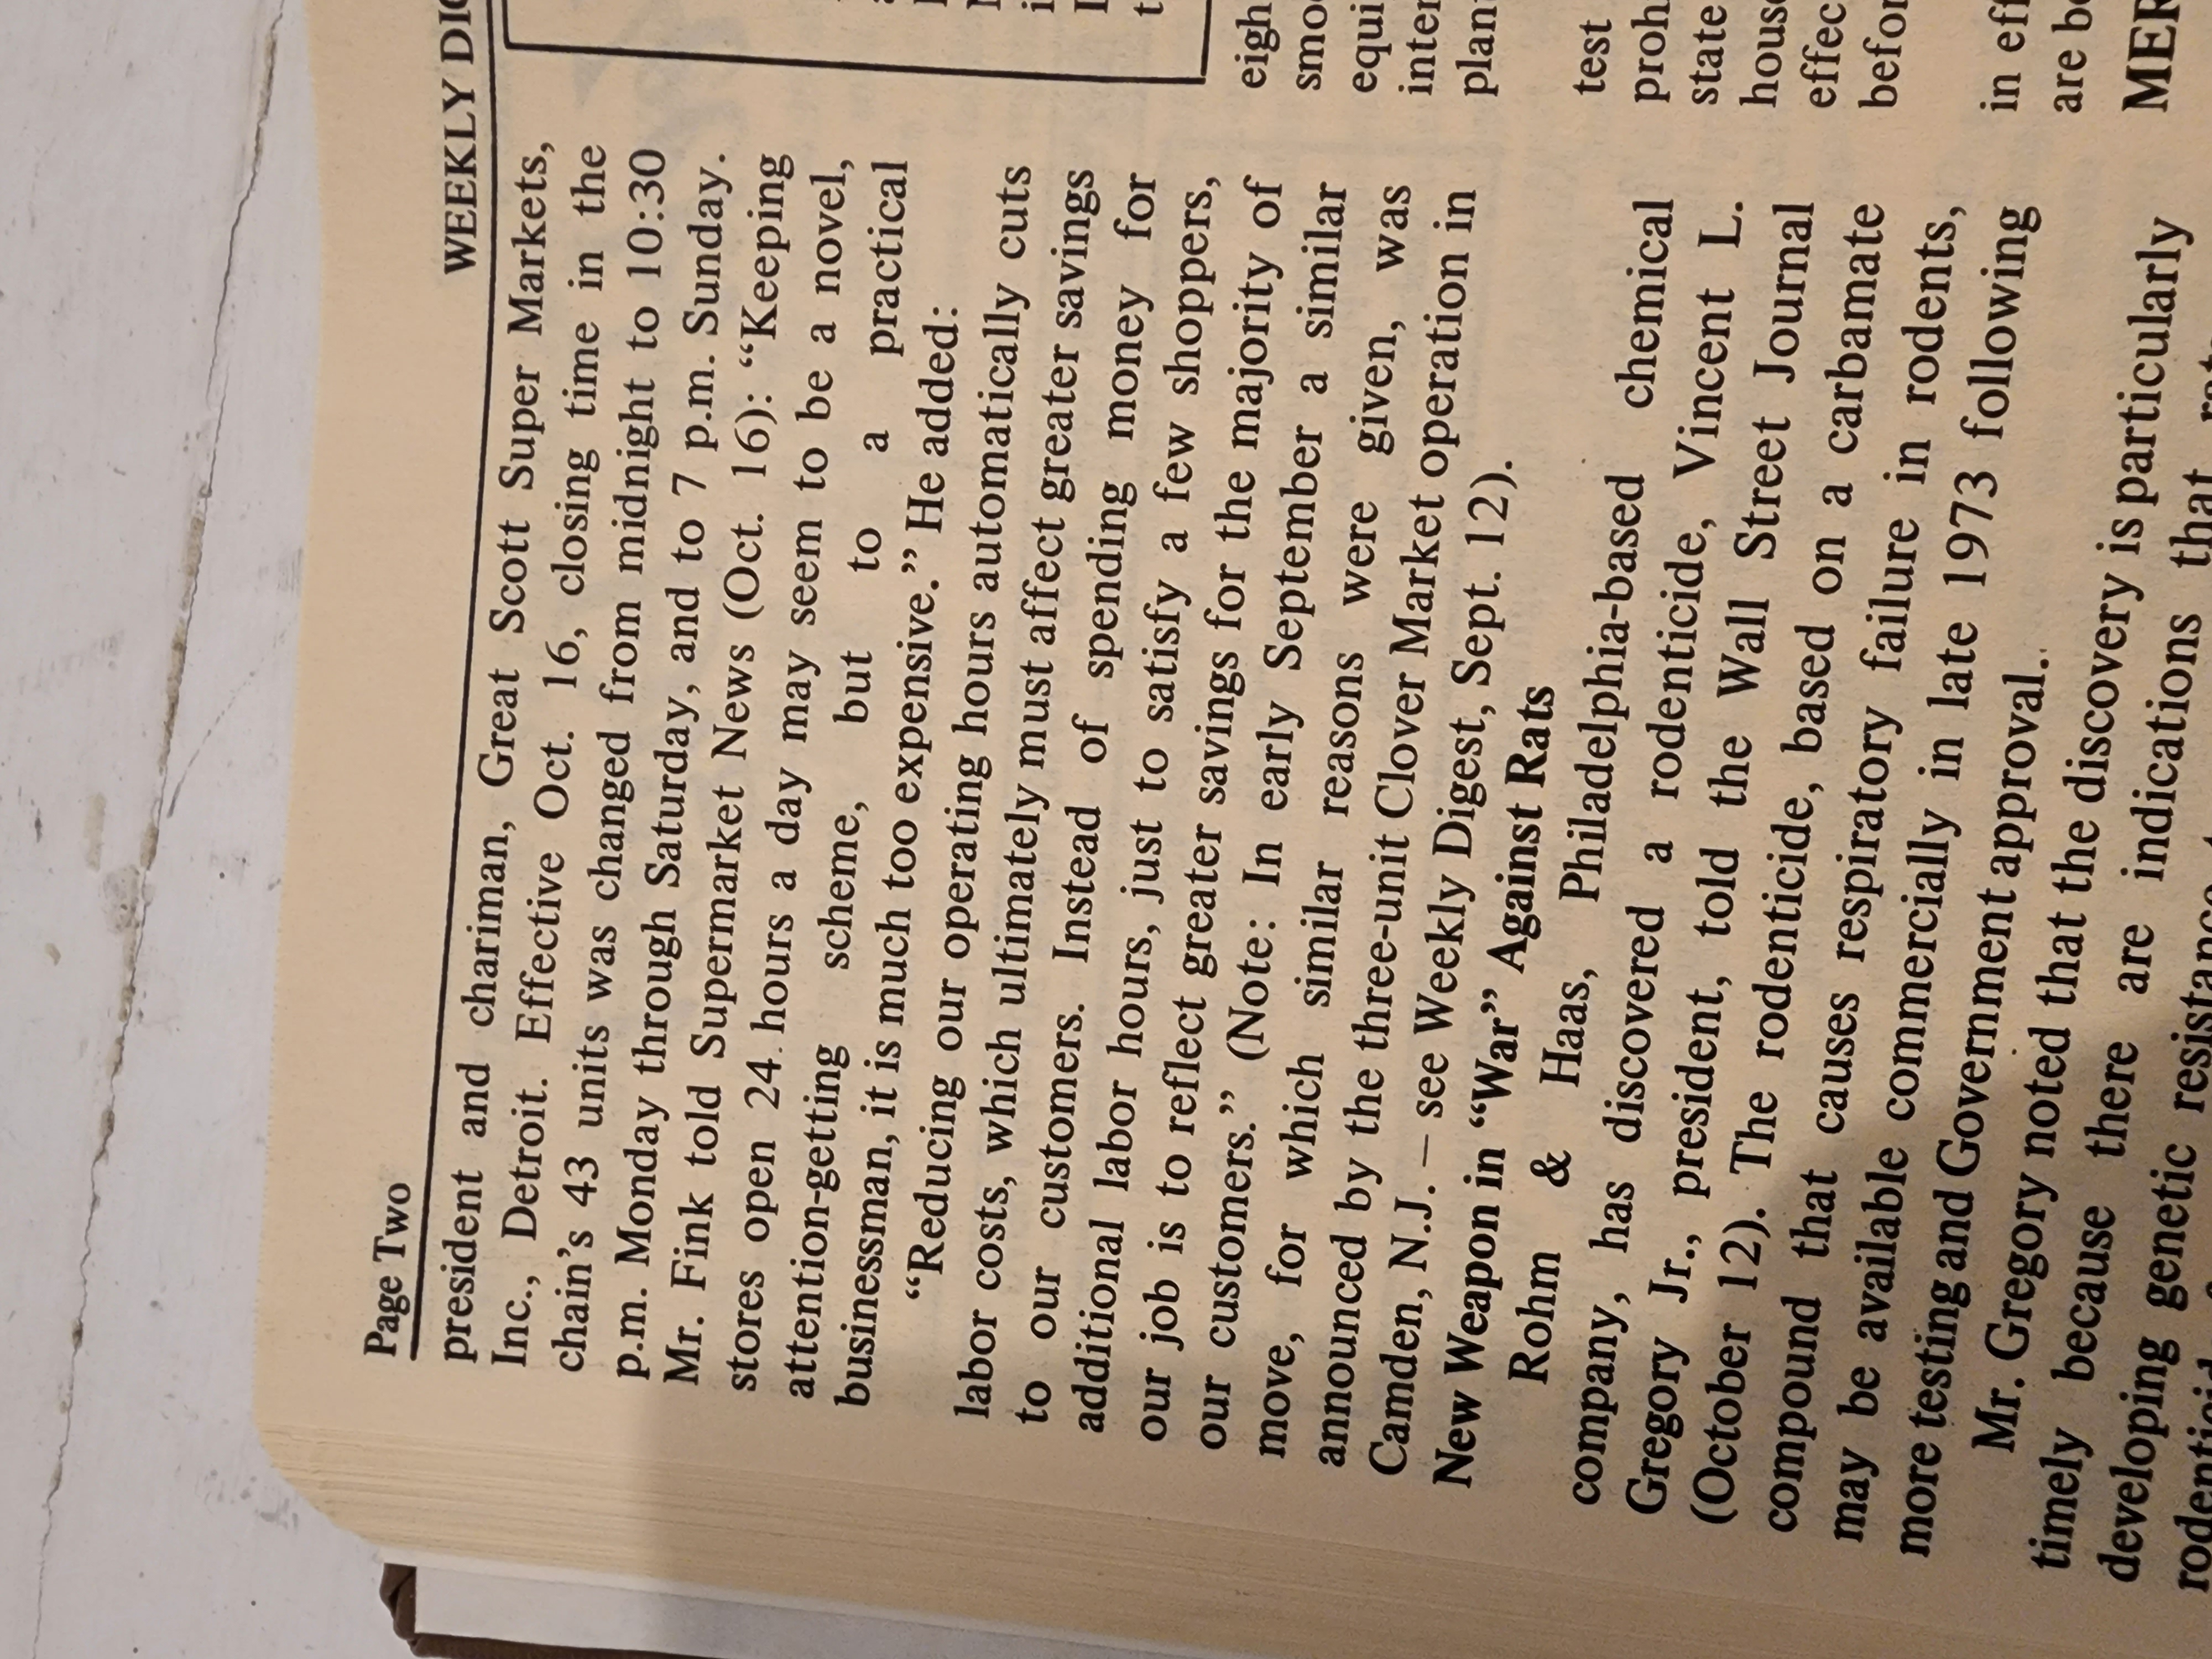 Page Two
WEEKLY DIG
president and chariman, Great Scott Super Markets,
Inc., Detroit. Effective Oct. 16, closing time in the
chain's 43 units was changed from midnight to 10:30
p.m. Monday through Saturday, and to 7 p.m. Sunday.
Mr. Fink told Supermarket News (Oct. 16): “Keeping
stores open 24 hours a day may seem to be a novel,
attention-getting scheme, but to a practical
businessman, it is much too expensive.” He added:
“Reducing our operating hours automatically cuts
labor costs, which ultimately must affect greater savings
to our customers. Instead of spending money for
additional labor hours, just to satisfy a few shoppers,
our job is to reflect greater savings for the majority of
our customers.” (Note: In early September a similar
move, for which similar reasons were given, was
announced by the three-unit Clover Market operation in
Camden, N.J. – see Weekly Digest, Sept. 12).
New Weapon in “War” Against Rats
Rohm & Haas, Philadelphia-based chemical
company, has discovered a rodenticide, Vincent L.
Gregory Jr., president, told the Wall Street Journal
(October 12). The rodenticide, based on a carbamate
compound that causes respiratory failure in rodents,
may be available commercially in late 1973 following
more testing and Government approval.
Mr. Gregory noted that the discovery is particularly
timely because there are indications that
developing genetic
eigh
smo
equi
inter
plan
test
proh
state
hous
effec
befor
in eff
are be
MER